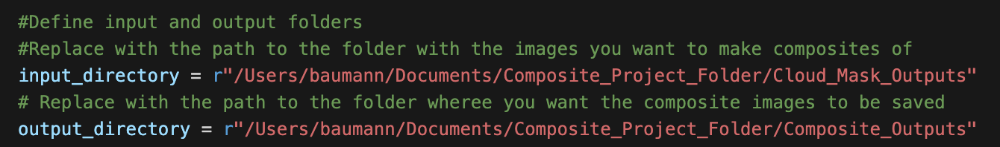 #Define input and output folders
#Replace with the path to the folder with the images you want to make composites of
input_directory = r"/Users/baumann/Documents/Composite_Project_Folder/Cloud_Mask_Outputs"
# Replace with the path to the folder wheree you want the composite images to be saved
output_directory = r"/Users/baumann/Documents/Composite_Project_Folder/Composite_Outputs"